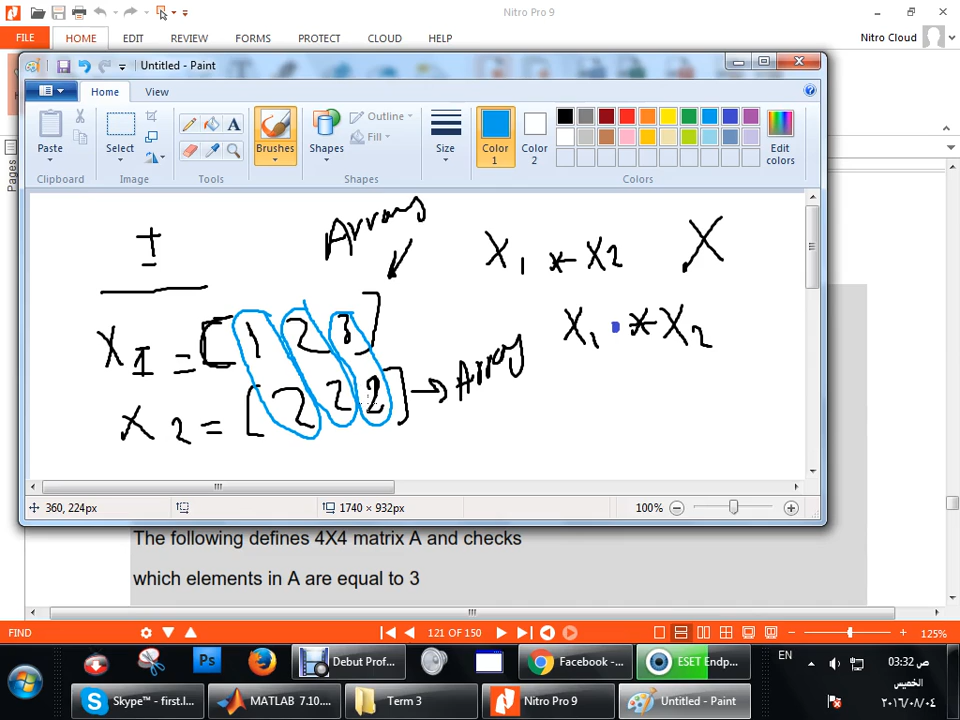 Nitro Pro 9
FILE HOME EDIT REVIEW FORMS PROTECT CLOUD HELP Nitro Cloud
Untitled - Paint
Home View
Paste Select Brushes Shapes Outline Fill Size Color 1 Color 2 Edit colors
Clipboard Image Tools Shapes Colors
Pages
±
Arrays
X1 * X2 X
X1 = [1 2 3]
X1 .* X2
X2 = [2 2 2] → Array
360, 224px 1740 × 932px 100%
The following defines 4X4 matrix A and checks
which elements in A are equal to 3
FIND 121 OF 150 125%
Ps Debut Prof... Facebook -... ESET Endp... EN 03:32 ص
الخميس
Skype™ - first.l... MATLAB 7.10.... Term 3 Nitro Pro 9 Untitled - Paint ٢٠١٦/٠٨/٠٤